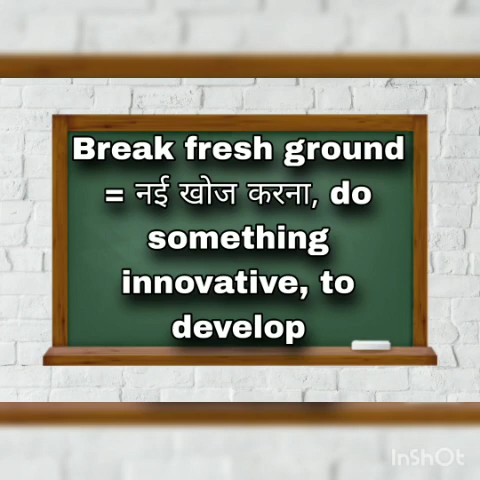 Break fresh ground
= नई खोज करना, do
something
innovative, to
develop
InShOt